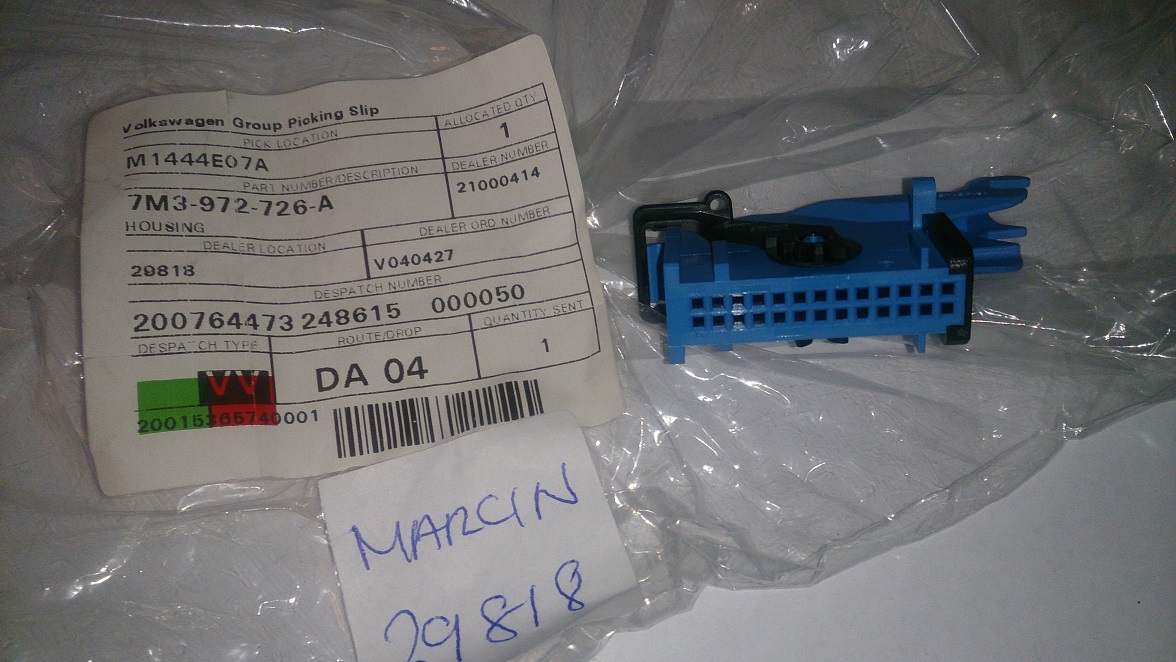 Volkswagen Group Picking Slip
PICK LOCATION
ALLOCATED QTY
M1444E07A
1
PART NUMBER/DESCRIPTION
DEALER NUMBER
7M3-972-726-A
21000414
HOUSING
DEALER LOCATION
DEALER ORD NUMBER
29818
V040427
DESPATCH NUMBER
200764473 248615 000050
DESPATCH TYPE
ROUTE/DROP
QUANTITY SENT
VV
DA 04
1
20015365740001
MARCIN
29818